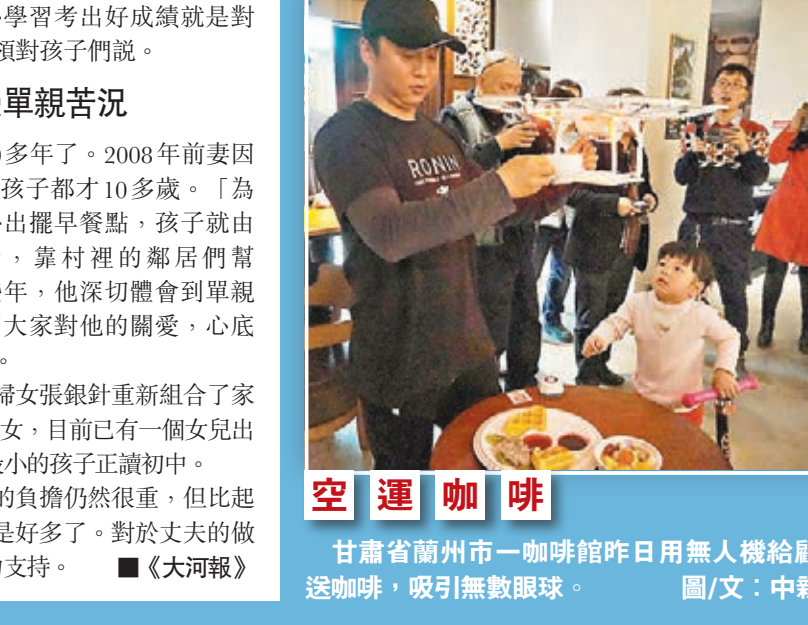 學習考出好成績就是對
領對孩子們説。
單親苦況
多年了。2008年前妻因
孩子都才10多歲。「為
出擺早餐點，孩子就由
，靠村裡的鄰居們幫
年，他深切體會到單親
大家對他的關愛，心底
。
婦女張銀針重新組合了家
女，目前已有一個女兒出
最小的孩子正讀初中。
的負擔仍然很重，但比起
是好多了。對於丈夫的做
支持。 ■《大河報》
RONIN
空運咖啡
甘肅省蘭州市一咖啡館昨日用無人機給顧
送咖啡，吸引無數眼球。 圖/文：中新